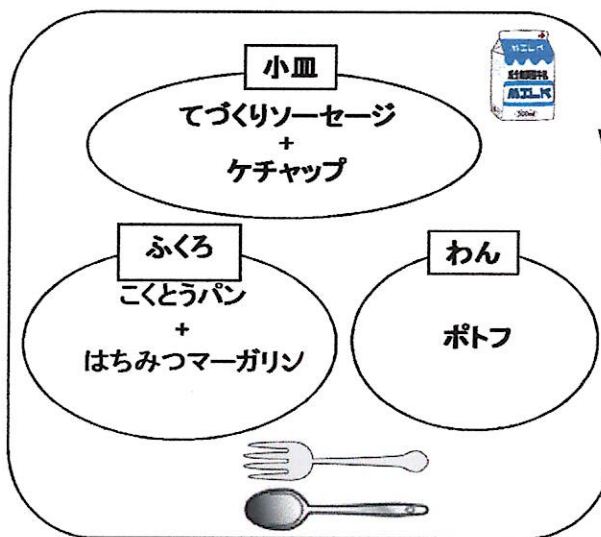 小皿
てづくりソーセージ
+
ケチャップ
ふくろ
こくとうパン
+
はちみつマーガリン
わん
ポトフ